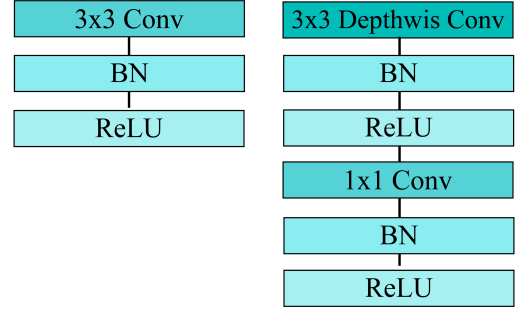 3x3 Conv
BN
ReLU
3x3 Depthwis Conv
BN
ReLU
1x1 Conv
BN
ReLU